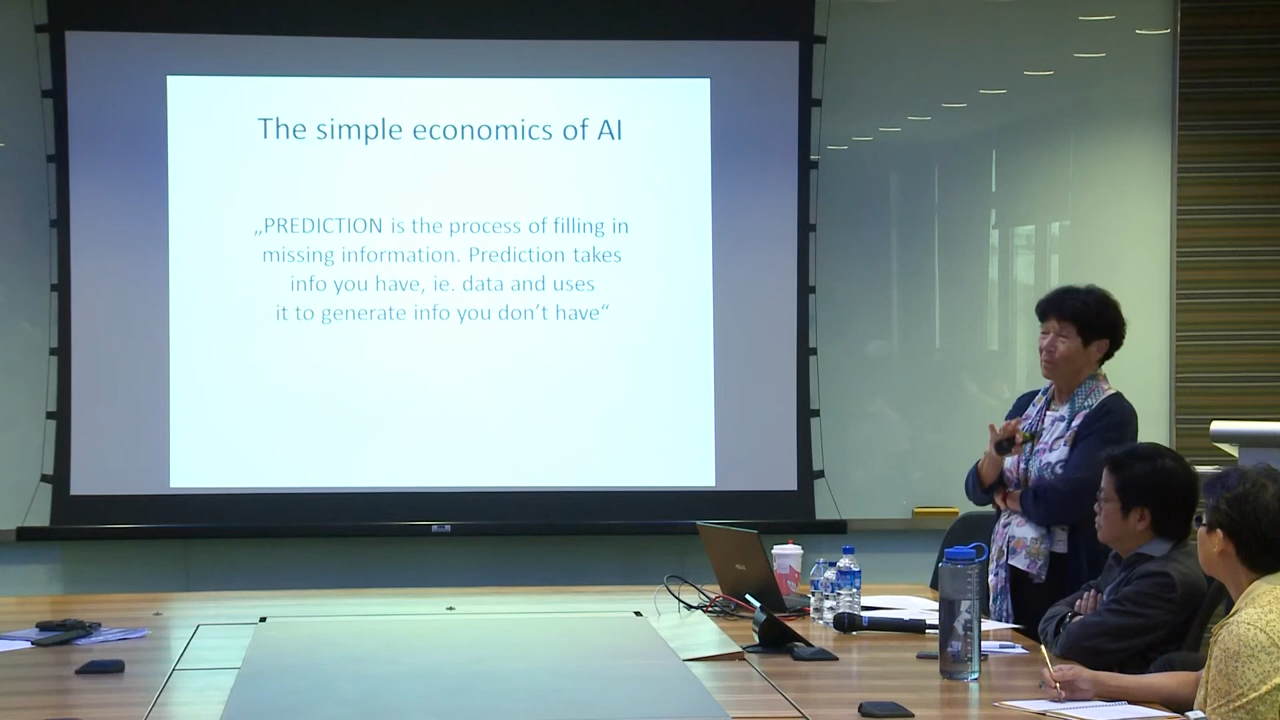 The simple economics of AI
„PREDICTION is the process of filling in
missing information. Prediction takes
info you have, ie. data and uses
it to generate info you don’t have“